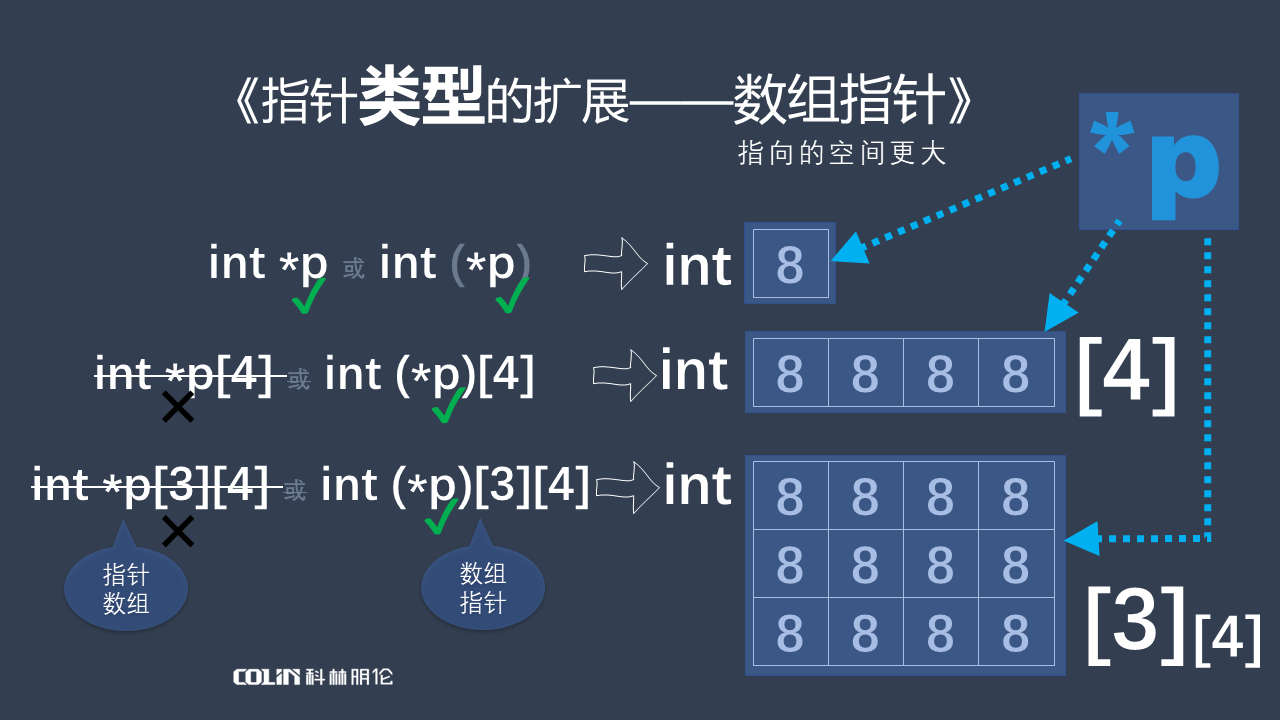 《指针类型的扩展——数组指针》
指向的空间更大
*p
int *p 或 int (*p)
int
8
int *p[4] 或 int (*p)[4]
int
8 8 8 8
[4]
int *p[3][4] 或 int (*p)[3][4]
int
8 8 8 8
8 8 8 8
8 8 8 8
[3][4]
指针
数组
数组
指针
COLIN 科林明伦